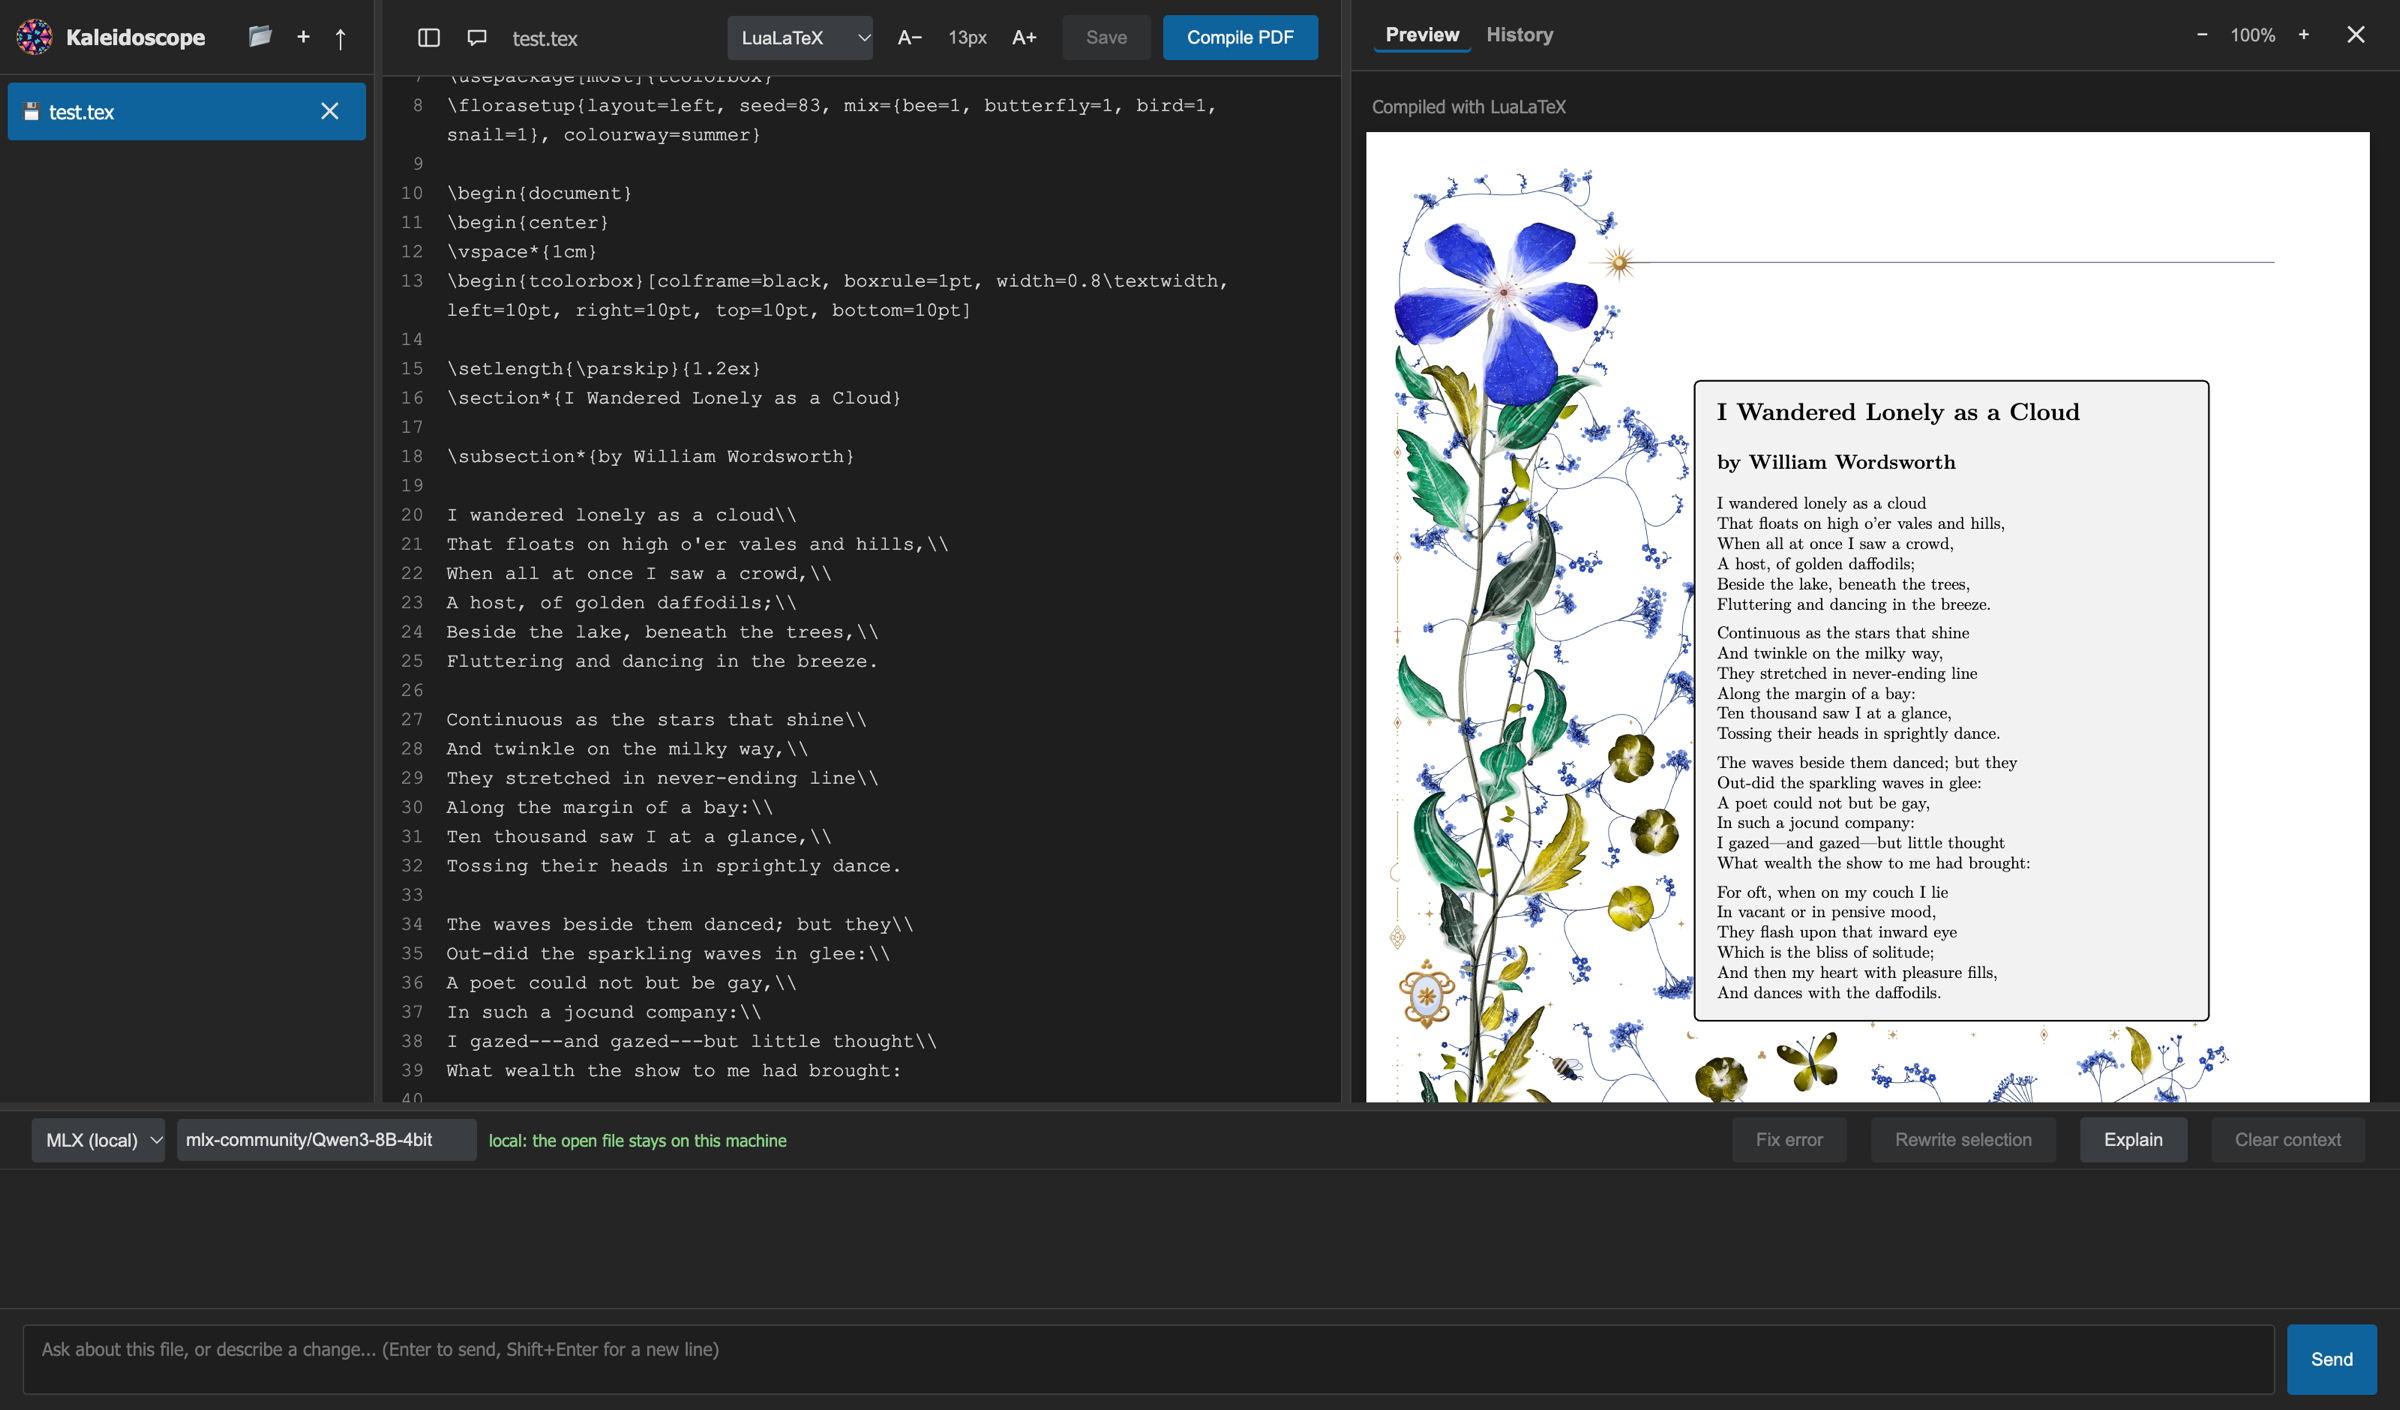 Kaleidoscope
+
↑
test.tex
test.tex
LuaLaTeX
A-
13px
A+
Save
Compile PDF
7 \usepackage[most]{tcolorbox}
8 \florasetup{layout=left, seed=83, mix={bee=1, butterfly=1, bird=1,
snail=1}, colourway=summer}
9
10 \begin{document}
11 \begin{center}
12 \vspace*{1cm}
13 \begin{tcolorbox}[colframe=black, boxrule=1pt, width=0.8\textwidth,
left=10pt, right=10pt, top=10pt, bottom=10pt]
14
15 \setlength{\parskip}{1.2ex}
16 \section*{I Wandered Lonely as a Cloud}
17
18 \subsection*{by William Wordsworth}
19
20 I wandered lonely as a cloud\\
21 That floats on high o'er vales and hills,\\
22 When all at once I saw a crowd,\\
23 A host, of golden daffodils;\\
24 Beside the lake, beneath the trees,\\
25 Fluttering and dancing in the breeze.
26
27 Continuous as the stars that shine\\
28 And twinkle on the milky way,\\
29 They stretched in never-ending line\\
30 Along the margin of a bay:\\
31 Ten thousand saw I at a glance,\\
32 Tossing their heads in sprightly dance.
33
34 The waves beside them danced; but they\\
35 Out-did the sparkling waves in glee:\\
36 A poet could not but be gay,\\
37 In such a jocund company:\\
38 I gazed---and gazed---but little thought\\
39 What wealth the show to me had brought:
40
Preview
History
- 100% +
Compiled with LuaLaTeX
I Wandered Lonely as a Cloud
by William Wordsworth
I wandered lonely as a cloud
That floats on high o’er vales and hills,
When all at once I saw a crowd,
A host, of golden daffodils;
Beside the lake, beneath the trees,
Fluttering and dancing in the breeze.
Continuous as the stars that shine
And twinkle on the milky way,
They stretched in never-ending line
Along the margin of a bay:
Ten thousand saw I at a glance,
Tossing their heads in sprightly dance.
The waves beside them danced; but they
Out-did the sparkling waves in glee:
A poet could not but be gay,
In such a jocund company:
I gazed—and gazed—but little thought
What wealth the show to me had brought:
For oft, when on my couch I lie
In vacant or in pensive mood,
They flash upon that inward eye
Which is the bliss of solitude;
And then my heart with pleasure fills,
And dances with the daffodils.
MLX (local)
mlx-community/Qwen3-8B-4bit
local: the open file stays on this machine
Fix error
Rewrite selection
Explain
Clear context
Ask about this file, or describe a change... (Enter to send, Shift+Enter for a new line)
Send